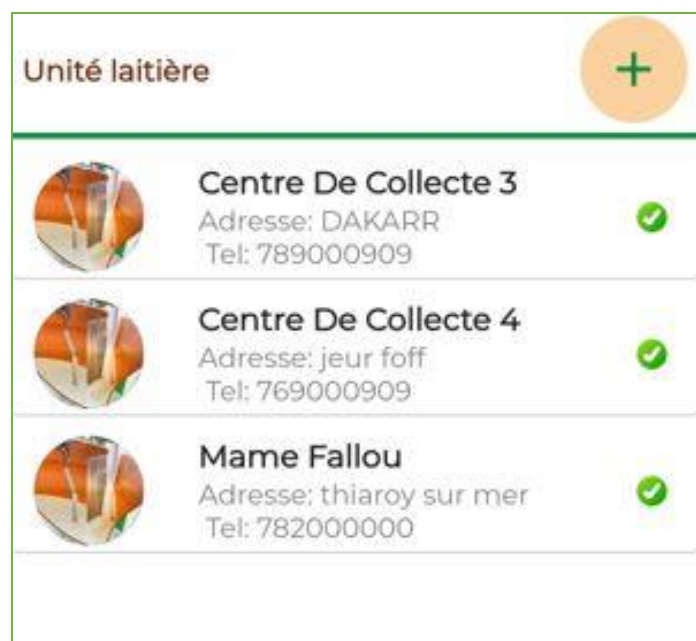 Unité laitière
+
Centre De Collecte 3
Adresse: DAKARR
Tel: 789000909
Centre De Collecte 4
Adresse: jeur foff
Tel: 769000909
Mame Fallou
Adresse: thiaroy sur mer
Tel: 782000000